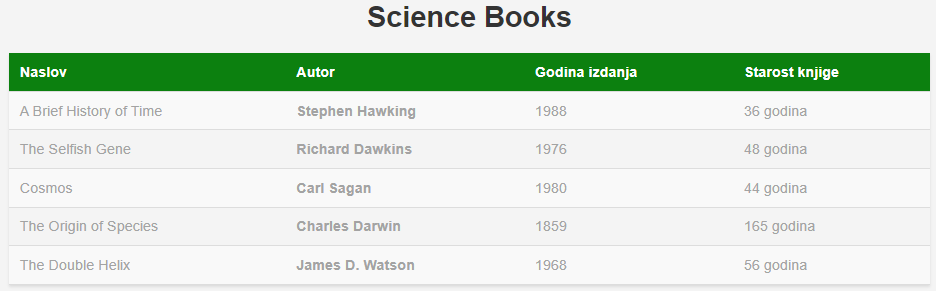 Science Books
Naslov Autor Godina izdanja Starost knjige
A Brief History of Time Stephen Hawking 1988 36 godina
The Selfish Gene Richard Dawkins 1976 48 godina
Cosmos Carl Sagan 1980 44 godina
The Origin of Species Charles Darwin 1859 165 godina
The Double Helix James D. Watson 1968 56 godina